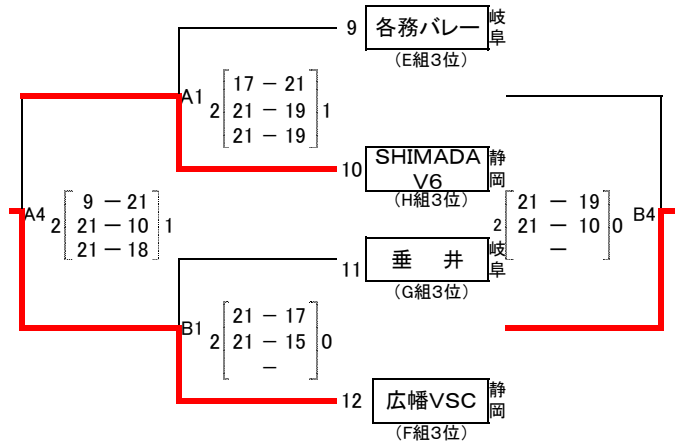 9 各務バレー 岐阜
(E組3位)
A1
2 17 － 21 1
21 － 19
21 － 19
10 SHIMADA V6 静岡
(H組3位)
A4
2 9 －21 1
21－10
21－18
2 21 － 19 0
21 － 10
－
B4
11 垂　井 岐阜
(G組3位)
B1
2 21 － 17 0
21 － 15
－
12 広幡VSC 静岡
(F組3位)